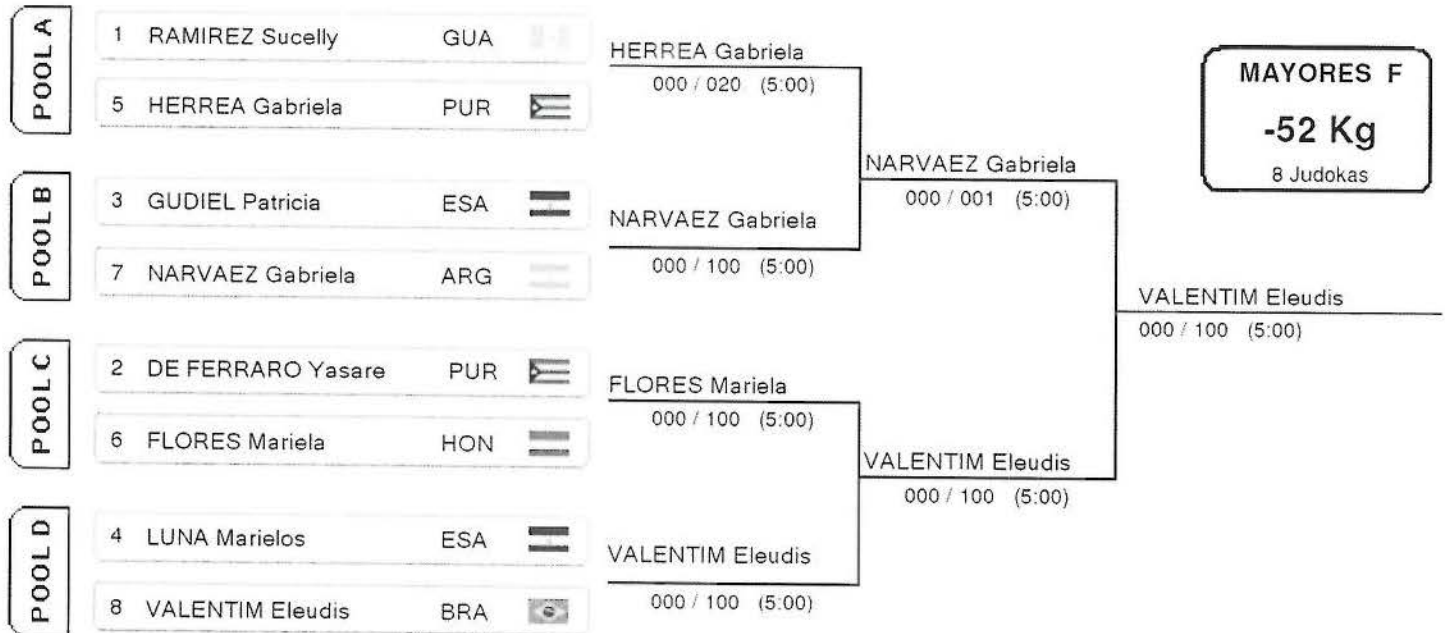 POOL A
1 RAMIREZ Sucelly GUA
5 HERREA Gabriela PUR
POOL B
3 GUDIEL Patricia ESA
7 NARVAEZ Gabriela ARG
POOL C
2 DE FERRARO Yasare PUR
6 FLORES Mariela HON
POOL D
4 LUNA Marielos ESA
8 VALENTIM Eleudis BRA
HERREA Gabriela
000 / 020 (5:00)
NARVAEZ Gabriela
000 / 100 (5:00)
FLORES Mariela
000 / 100 (5:00)
VALENTIM Eleudis
000 / 100 (5:00)
NARVAEZ Gabriela
000 / 001 (5:00)
VALENTIM Eleudis
000 / 100 (5:00)
VALENTIM Eleudis
000 / 100 (5:00)
MAYORES F
-52 Kg
8 Judokas